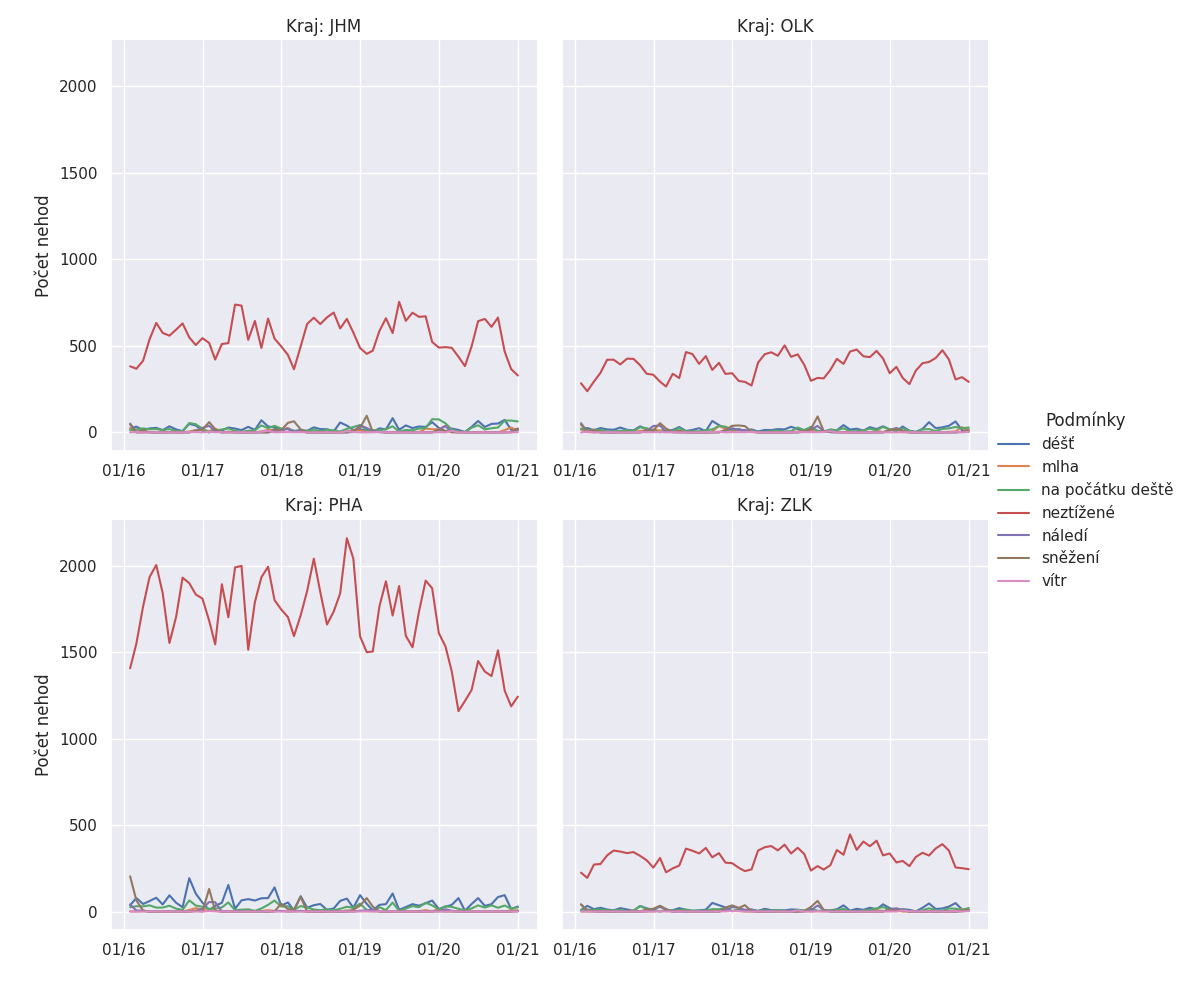 Kraj: JHM
Kraj: OLK
Počet nehod
2000
1500
1000
500
0
01/16 01/17 01/18 01/19 01/20 01/21
01/16 01/17 01/18 01/19 01/20 01/21
Kraj: PHA
Kraj: ZLK
Počet nehod
2000
1500
1000
500
0
01/16 01/17 01/18 01/19 01/20 01/21
01/16 01/17 01/18 01/19 01/20 01/21
Podmínky
déšť
mlha
na počátku deště
neztížené
náledí
sněžení
vítr